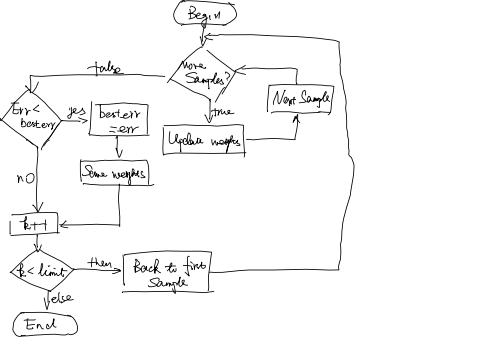 Begin
more
Samples?
false
true
Next Sample
Update weights
Err <
besterr
yes
besterr
=err
Save weights
no
k++
k < limit
then
Back to first
Sample
else
End